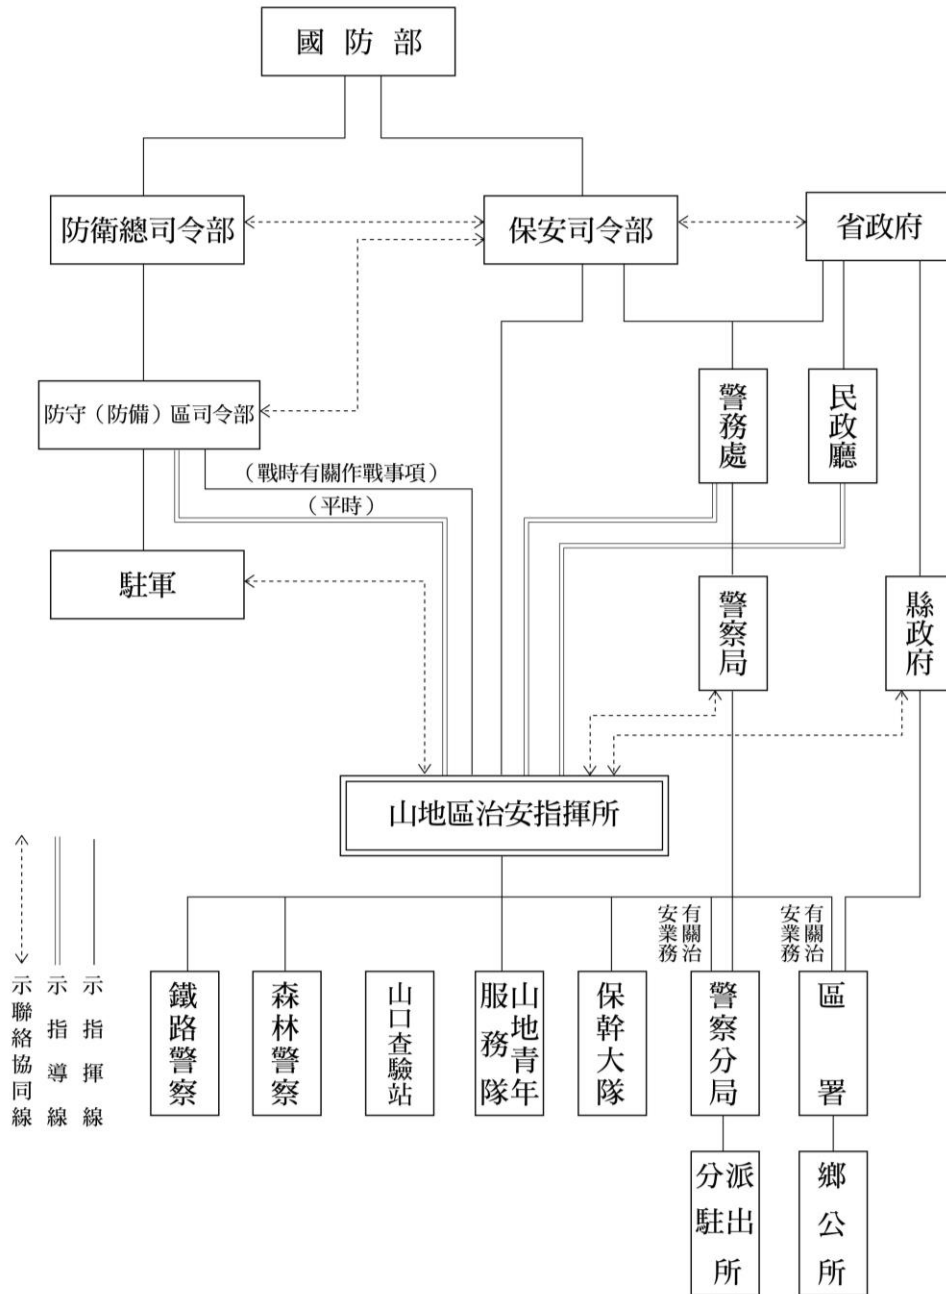 國防部
防衛總司令部
保安司令部
省政府
防守（防備）區司令部
警務處
民政廳
（戰時有關作戰事項）
（平時）
駐軍
警察局
縣政府
山地區治安指揮所
有關治
安業務
有關治
安業務
鐵路警察
森林警察
山口查驗站
山地青年
服務隊
保幹大隊
警察分局
區署
派出
分駐所
鄉公所
示指揮線
示指導線
示聯絡協同線